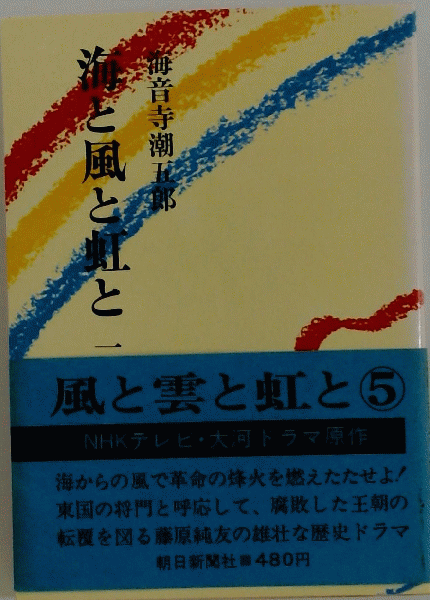 海音寺潮五郎
海と風と虹と 一
風と雲と虹と⑤
NHKテレビ・大河ドラマ原作
海からの風で革命の烽火を燃えたたせよ!
東国の将門と呼応して、腐敗した王朝の
転覆を図る藤原純友の雄壮な歴史ドラマ
朝日新聞社 480円